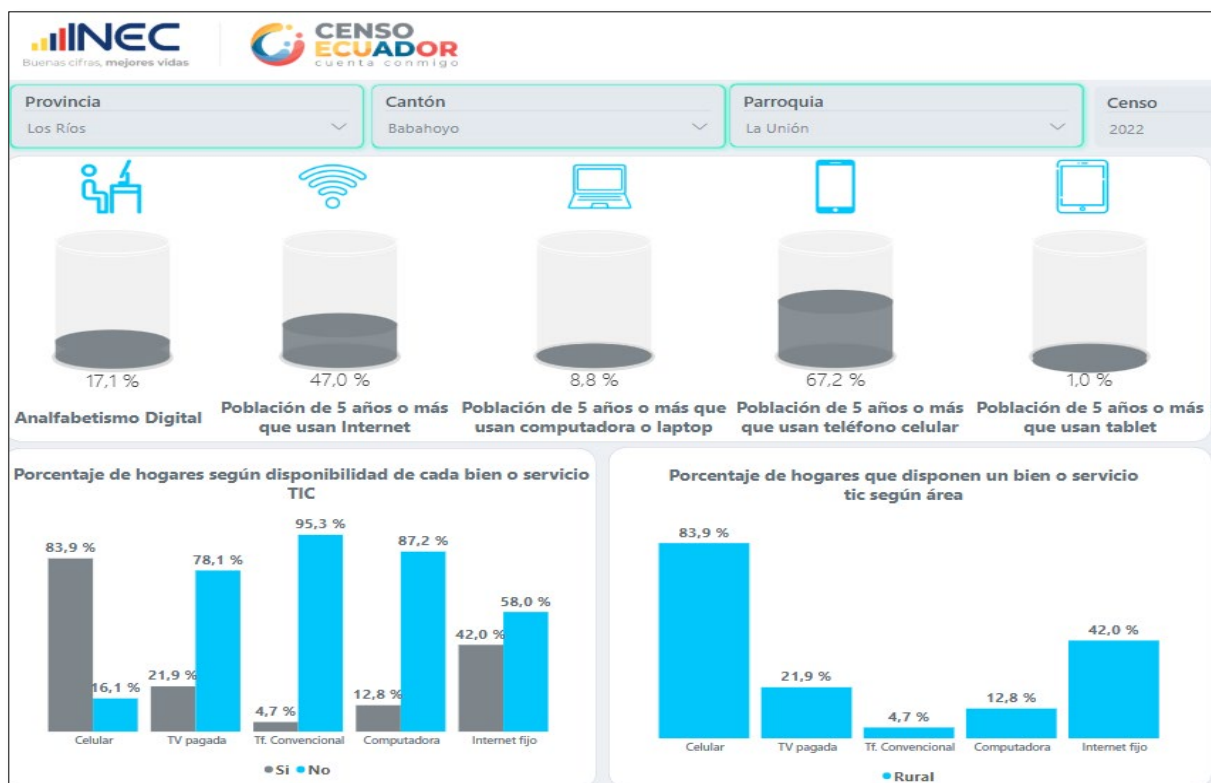 INEC
Buenas cifras, mejores vidas
CENSO
ECUADOR
cuenta conmigo
Provincia
Los Ríos
Cantón
Babahoyo
Parroquia
La Unión
Censo
2022
17,1 %
47,0 %
8,8 %
67,2 %
1,0 %
Analfabetismo Digital
Población de 5 años o más
que usan Internet
Población de 5 años o más que
usan computadora o laptop
Población de 5 años o más
que usan teléfono celular
Población de 5 años o más
que usan tablet
Porcentaje de hogares según disponibilidad de cada bien o servicio
TIC
83,9 %
16,1 %
21,9 %
78,1 %
4,7 %
95,3 %
12,8 %
87,2 %
42,0 %
58,0 %
Celular
TV pagada
Tf. Convencional
Computadora
Internet fijo
Si No
Porcentaje de hogares que disponen un bien o servicio
tic según área
83,9 %
21,9 %
4,7 %
12,8 %
42,0 %
Celular
TV pagada
Tf. Convencional
Computadora
Internet fijo
Rural